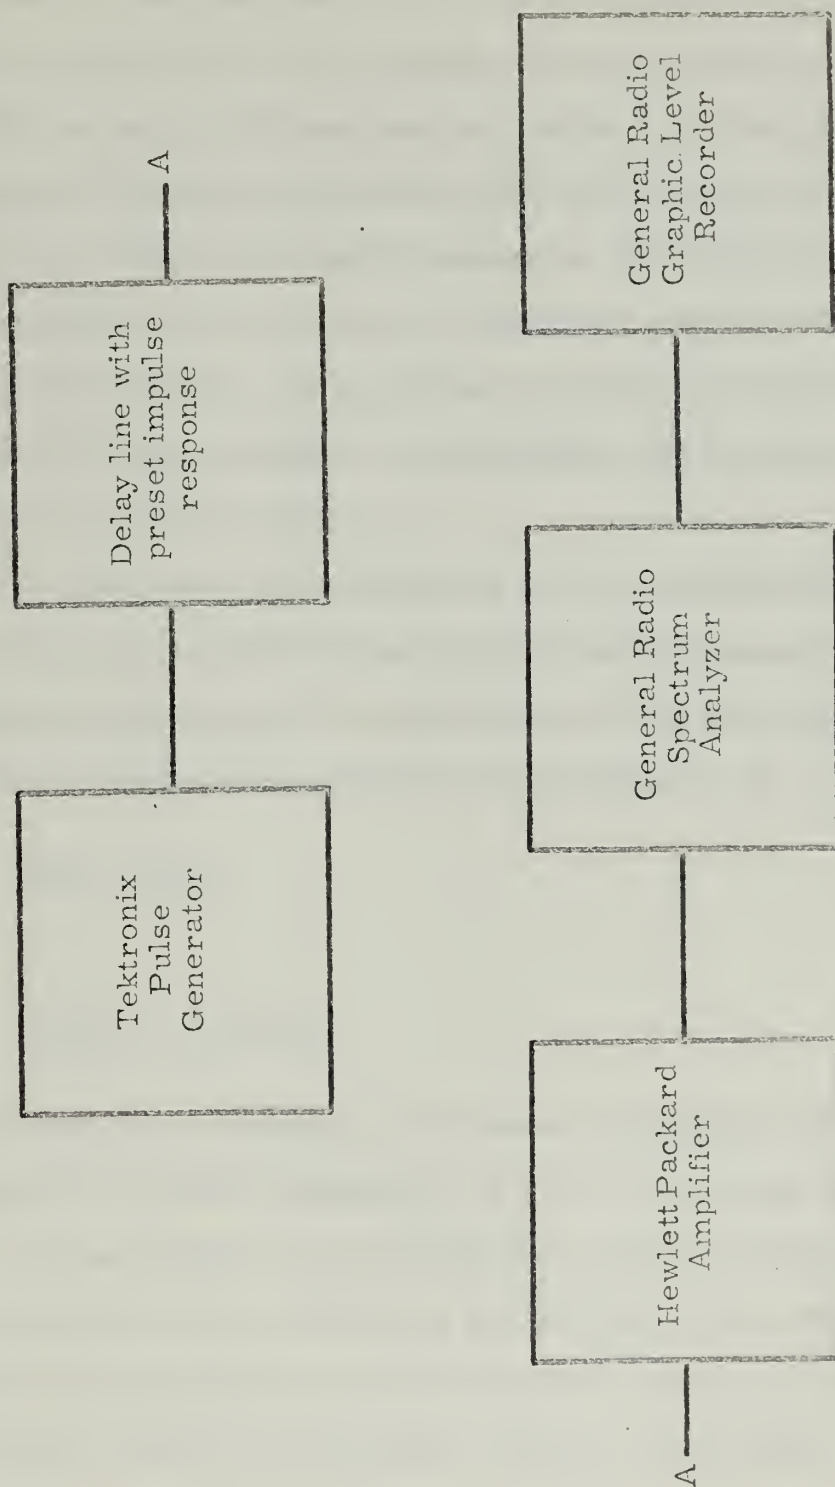 Tektronix
Pulse
Generator
Delay line with
preset impulse
response
A
A
Hewlett Packard
Amplifier
General Radio
Spectrum
Analyzer
General Radio
Graphic Level
Recorder